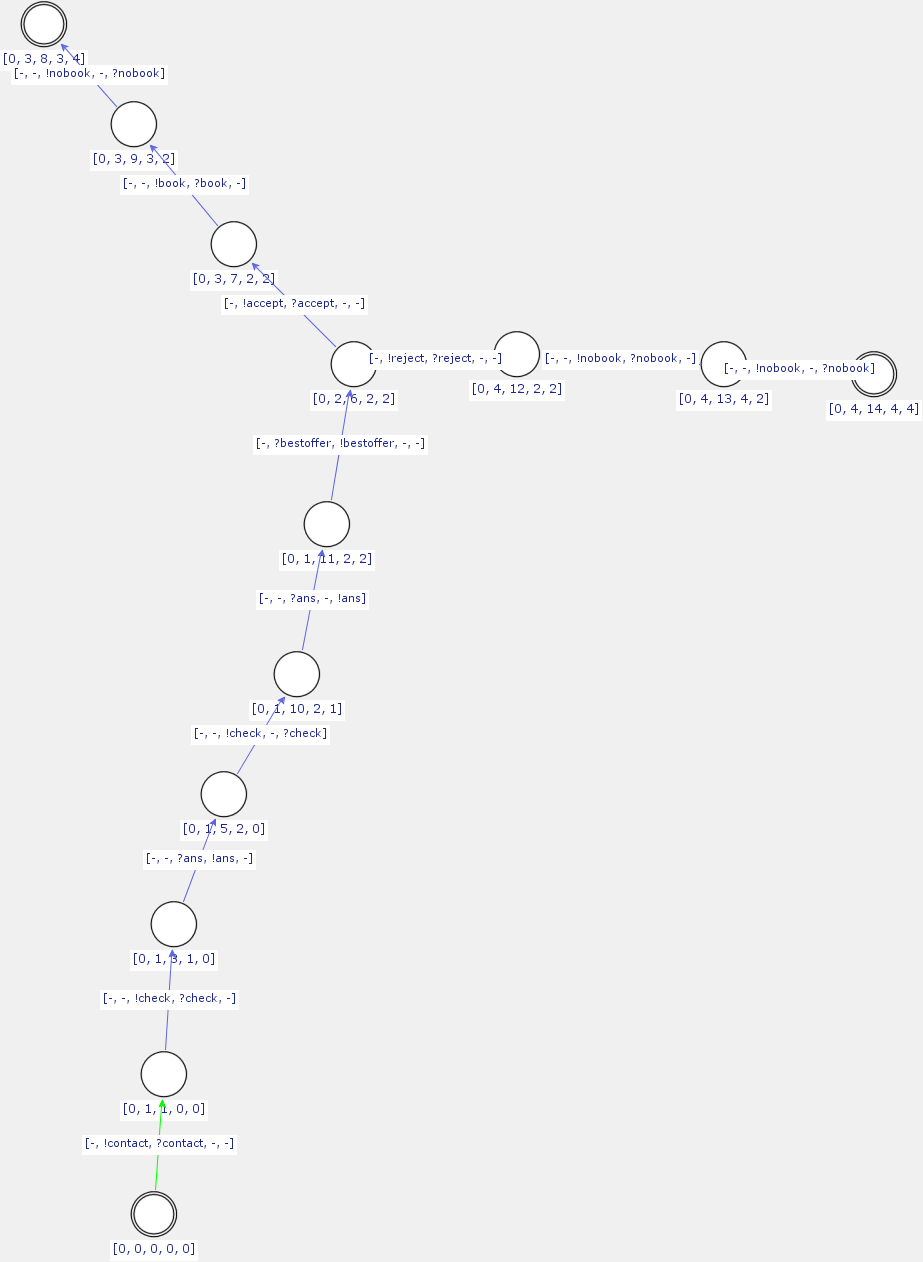 [0, 3, 8, 3, 4]
[-, -, !nobook, -, ?nobook]
[0, 3, 9, 3, 2]
[-, -, !book, ?book, -]
[0, 3, 7, 2, 2]
[-, !accept, ?accept, -, -]
[-, !reject, ?reject, -, -]
[-, -, !nobook, ?nobook, -]
[-, -, !nobook, -, ?nobook]
[0, 2, 6, 2, 2]
[0, 4, 12, 2, 2]
[0, 4, 13, 4, 2]
[0, 4, 14, 4, 4]
[-, ?bestoffer, !bestoffer, -, -]
[0, 1, 11, 2, 2]
[-, -, ?ans, -, !ans]
[0, 1, 10, 2, 1]
[-, -, !check, -, ?check]
[0, 1, 5, 2, 0]
[-, -, ?ans, !ans, -]
[0, 1, 3, 1, 0]
[-, -, !check, ?check, -]
[0, 1, 1, 0, 0]
[-, !contact, ?contact, -, -]
[0, 0, 0, 0, 0]